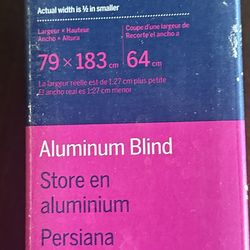 Actual width is ½ in smaller
Largeur × Hauteur
Ancho × Altura
Coupe d'une largeur de
Recorte el ancho a
79 × 183 cm 64 cm
La largeur réelle est de 1.27 cm plus petite
El ancho real es 1.27 cm menor
Aluminum Blind
Store en
aluminium
Persiana